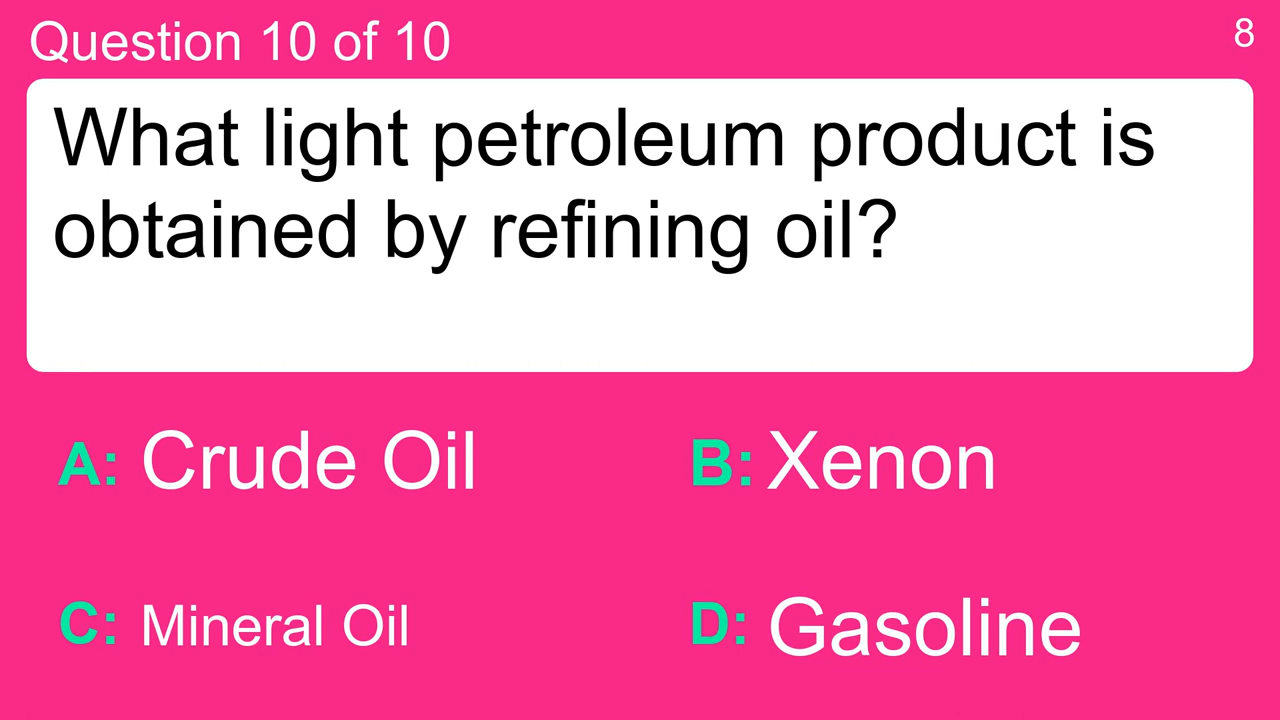 Question 10 of 10
8
What light petroleum product is
obtained by refining oil?
A: Crude Oil
B: Xenon
C: Mineral Oil
D: Gasoline